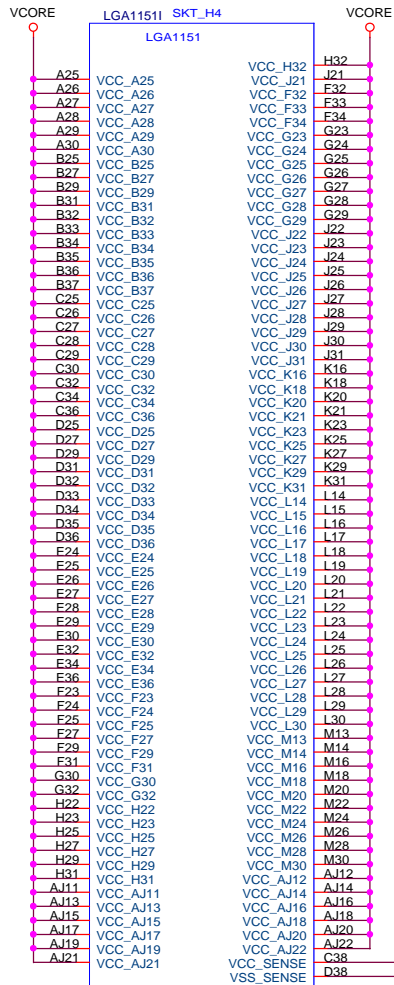 VCORE
LGA1151I SKT_H4
VCORE
LGA1151
A25 VCC_A25
A26 VCC_A26
A27 VCC_A27
A28 VCC_A28
A29 VCC_A29
A30 VCC_A30
B25 VCC_B25
B27 VCC_B27
B29 VCC_B29
B31 VCC_B31
B32 VCC_B32
B33 VCC_B33
B34 VCC_B34
B35 VCC_B35
B36 VCC_B36
B37 VCC_B37
C25 VCC_C25
C26 VCC_C26
C27 VCC_C27
C28 VCC_C28
C29 VCC_C29
C30 VCC_C30
C32 VCC_C32
C34 VCC_C34
C36 VCC_C36
D25 VCC_D25
D27 VCC_D27
D29 VCC_D29
D31 VCC_D31
D32 VCC_D32
D33 VCC_D33
D34 VCC_D34
D35 VCC_D35
D36 VCC_D36
E24 VCC_E24
E25 VCC_E25
E26 VCC_E26
E27 VCC_E27
E28 VCC_E28
E29 VCC_E29
E30 VCC_E30
E32 VCC_E32
E34 VCC_E34
E36 VCC_E36
F23 VCC_F23
F24 VCC_F24
F25 VCC_F25
F27 VCC_F27
F29 VCC_F29
F31 VCC_F31
G30 VCC_G30
G32 VCC_G32
H22 VCC_H22
H23 VCC_H23
H25 VCC_H25
H27 VCC_H27
H29 VCC_H29
H31 VCC_H31
AJ11 VCC_AJ11
AJ13 VCC_AJ13
AJ15 VCC_AJ15
AJ17 VCC_AJ17
AJ19 VCC_AJ19
AJ21 VCC_AJ21
VCC_H32 H32
VCC_J21 J21
VCC_F32 F32
VCC_F33 F33
VCC_F34 F34
VCC_G23 G23
VCC_G24 G24
VCC_G25 G25
VCC_G26 G26
VCC_G27 G27
VCC_G28 G28
VCC_G29 G29
VCC_J22 J22
VCC_J23 J23
VCC_J24 J24
VCC_J25 J25
VCC_J26 J26
VCC_J27 J27
VCC_J28 J28
VCC_J29 J29
VCC_J30 J30
VCC_J31 J31
VCC_K16 K16
VCC_K18 K18
VCC_K20 K20
VCC_K21 K21
VCC_K23 K23
VCC_K25 K25
VCC_K27 K27
VCC_K29 K29
VCC_K31 K31
VCC_L14 L14
VCC_L15 L15
VCC_L16 L16
VCC_L17 L17
VCC_L18 L18
VCC_L19 L19
VCC_L20 L20
VCC_L21 L21
VCC_L22 L22
VCC_L23 L23
VCC_L24 L24
VCC_L25 L25
VCC_L26 L26
VCC_L27 L27
VCC_L28 L28
VCC_L29 L29
VCC_L30 L30
VCC_M13 M13
VCC_M14 M14
VCC_M16 M16
VCC_M18 M18
VCC_M20 M20
VCC_M22 M22
VCC_M24 M24
VCC_M26 M26
VCC_M28 M28
VCC_M30 M30
VCC_AJ12 AJ12
VCC_AJ14 AJ14
VCC_AJ16 AJ16
VCC_AJ18 AJ18
VCC_AJ20 AJ20
VCC_AJ22 AJ22
VCC_SENSE C38
VSS_SENSE D38